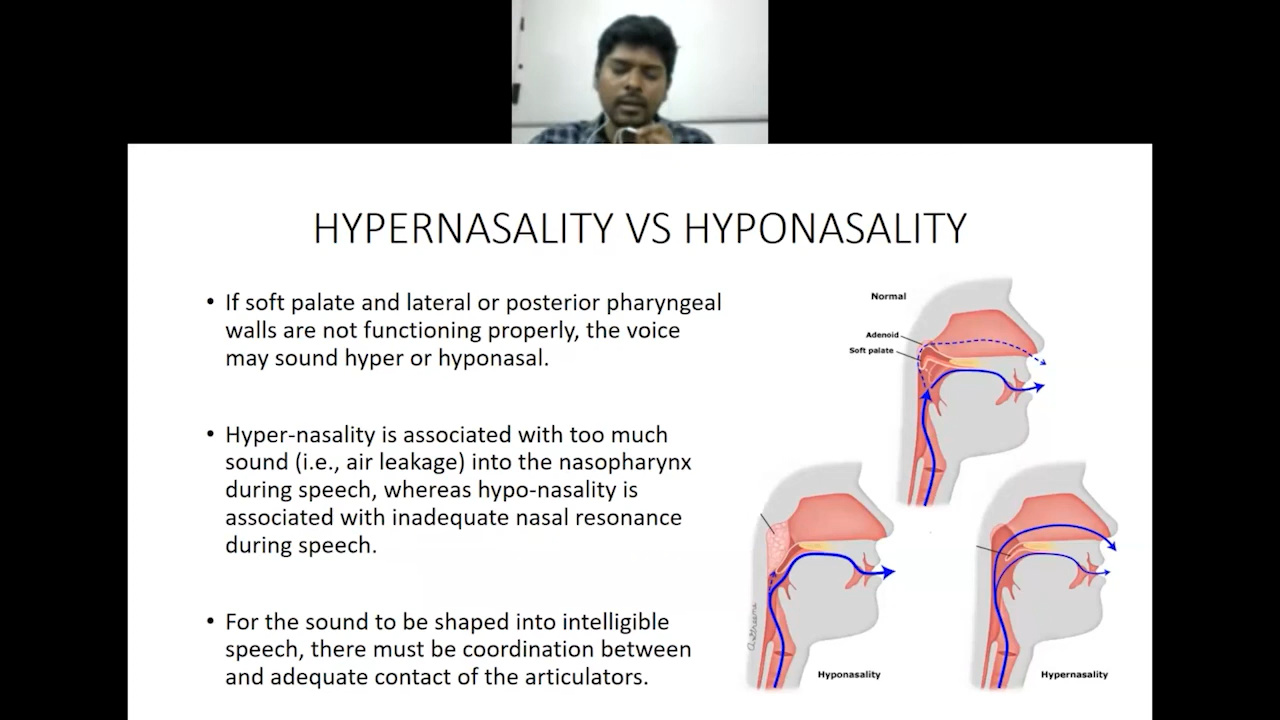 HYPERNASALITY VS HYPONASALITY
• If soft palate and lateral or posterior pharyngeal
walls are not functioning properly, the voice
may sound hyper or hyponasal.
• Hyper-nasality is associated with too much
sound (i.e., air leakage) into the nasopharynx
during speech, whereas hypo-nasality is
associated with inadequate nasal resonance
during speech.
• For the sound to be shaped into intelligible
speech, there must be coordination between
and adequate contact of the articulators.
Normal
Adenoid
Soft palate
Hyponasality
Hypernasality